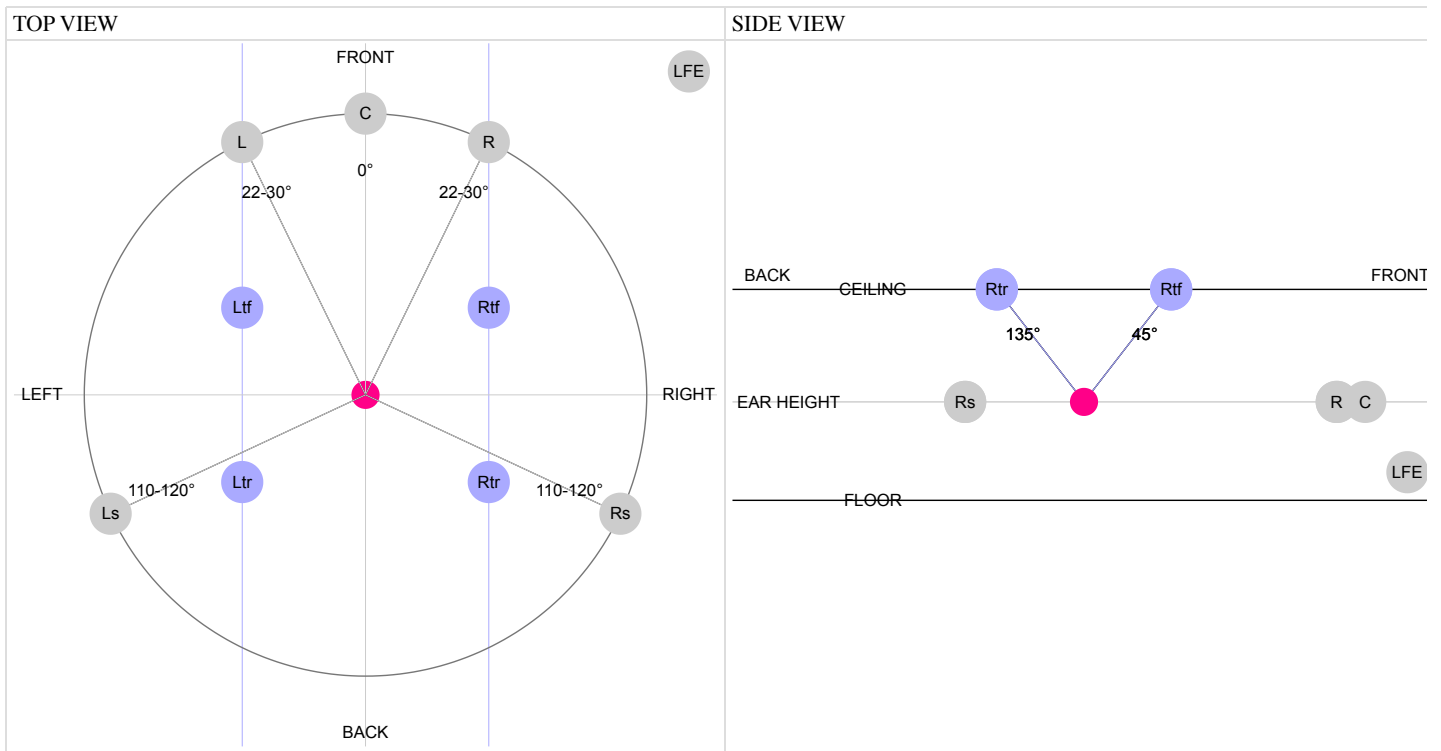 TOP VIEW
FRONT
LFE
C
L
R
0°
22-30°
22-30°
Ltf
Rtf
LEFT
RIGHT
Ltr
Rtr
110-120°
110-120°
Ls
Rs
BACK
SIDE VIEW
BACK
FRONT
CEILING
Rtr
Rtf
135°
45°
EAR HEIGHT
Rs
R
C
LFE
FLOOR